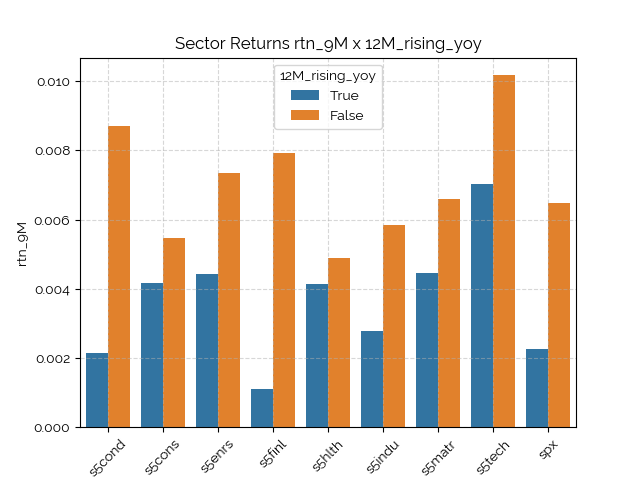 Sector Returns rtn_9M x 12M_rising_yoy
12M_rising_yoy
True
False
rtn_9M
0.010
0.008
0.006
0.004
0.002
0.000
s5cond
s5cons
s5enrs
s5finl
s5hlth
s5indu
s5matr
s5tech
spx